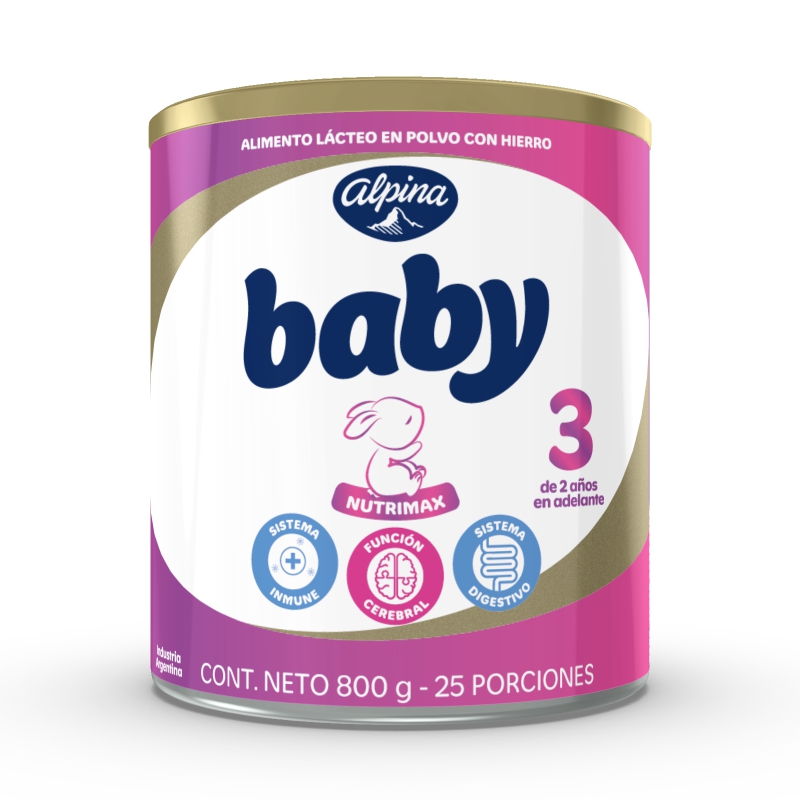 ALIMENTO LÁCTEO EN POLVO CON HIERRO
alpina
baby
3
de 2 años
en adelante
NUTRIMAX
SISTEMA
INMUNE
FUNCIÓN
CEREBRAL
SISTEMA
DIGESTIVO
Industria
Argentina
CONT. NETO 800 g - 25 PORCIONES